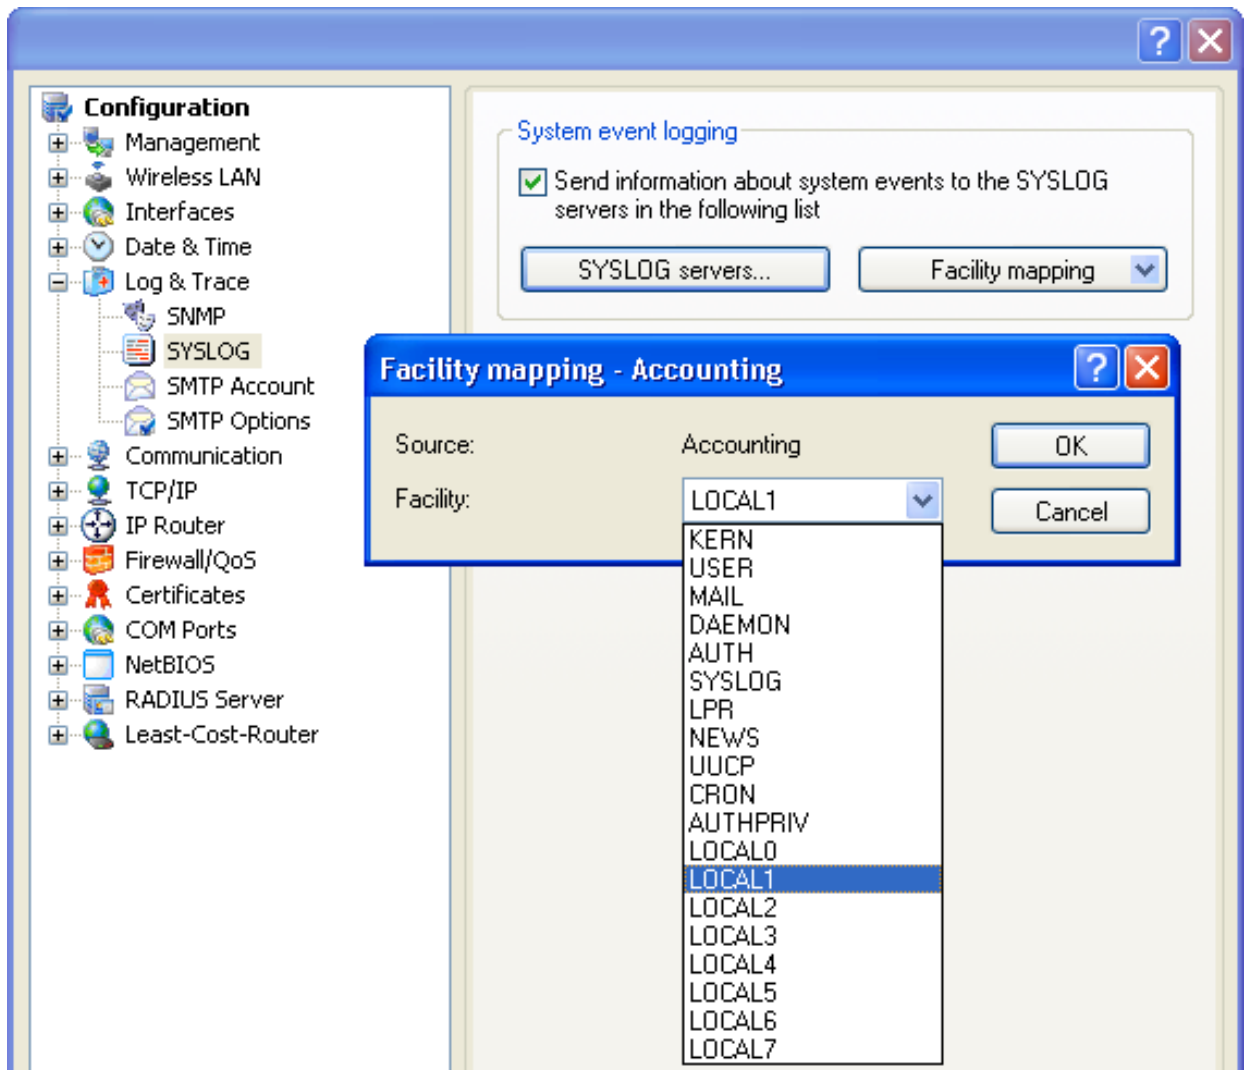 Configuration
Management
Wireless LAN
Interfaces
Date & Time
Log & Trace
SNMP
SYSLOG
SMTP Account
SMTP Options
Communication
TCP/IP
IP Router
Firewall/QoS
Certificates
COM Ports
NetBIOS
RADIUS Server
Least-Cost-Router
System event logging
Send information about system events to the SYSLOG
servers in the following list
SYSLOG servers...
Facility mapping
Facility mapping - Accounting
Source:
Accounting
OK
Facility:
LOCAL1
Cancel
KERN
USER
MAIL
DAEMON
AUTH
SYSLOG
LPR
NEWS
UUCP
CRON
AUTHPRIV
LOCAL0
LOCAL1
LOCAL2
LOCAL3
LOCAL4
LOCAL5
LOCAL6
LOCAL7